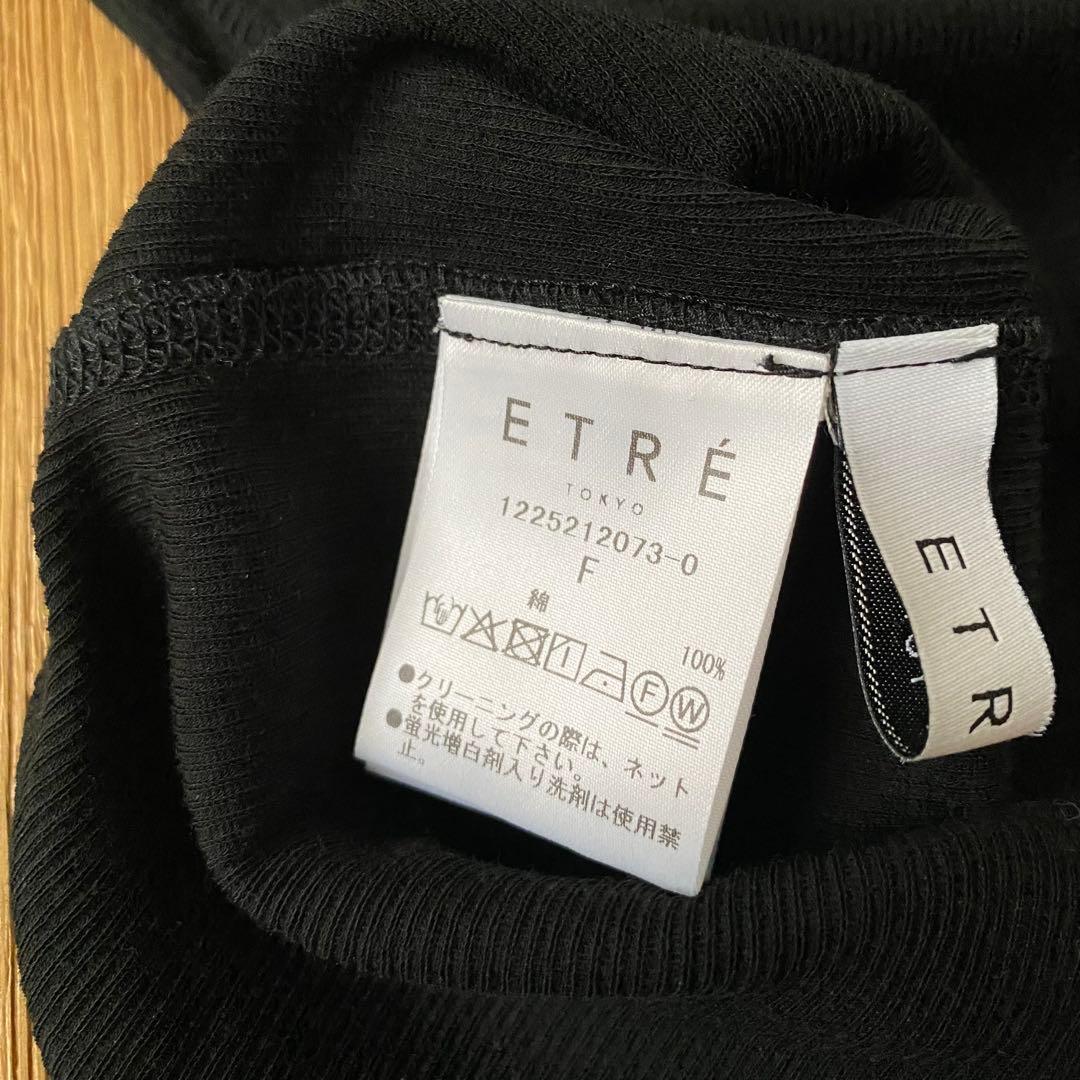 ETRÉ
TOKYO
1225212073-0
F
綿 100%
F W
●クリーニングの際は、ネット
を使用して下さい。
●蛍光増白剤入り洗剤は使用禁
止。
ETR